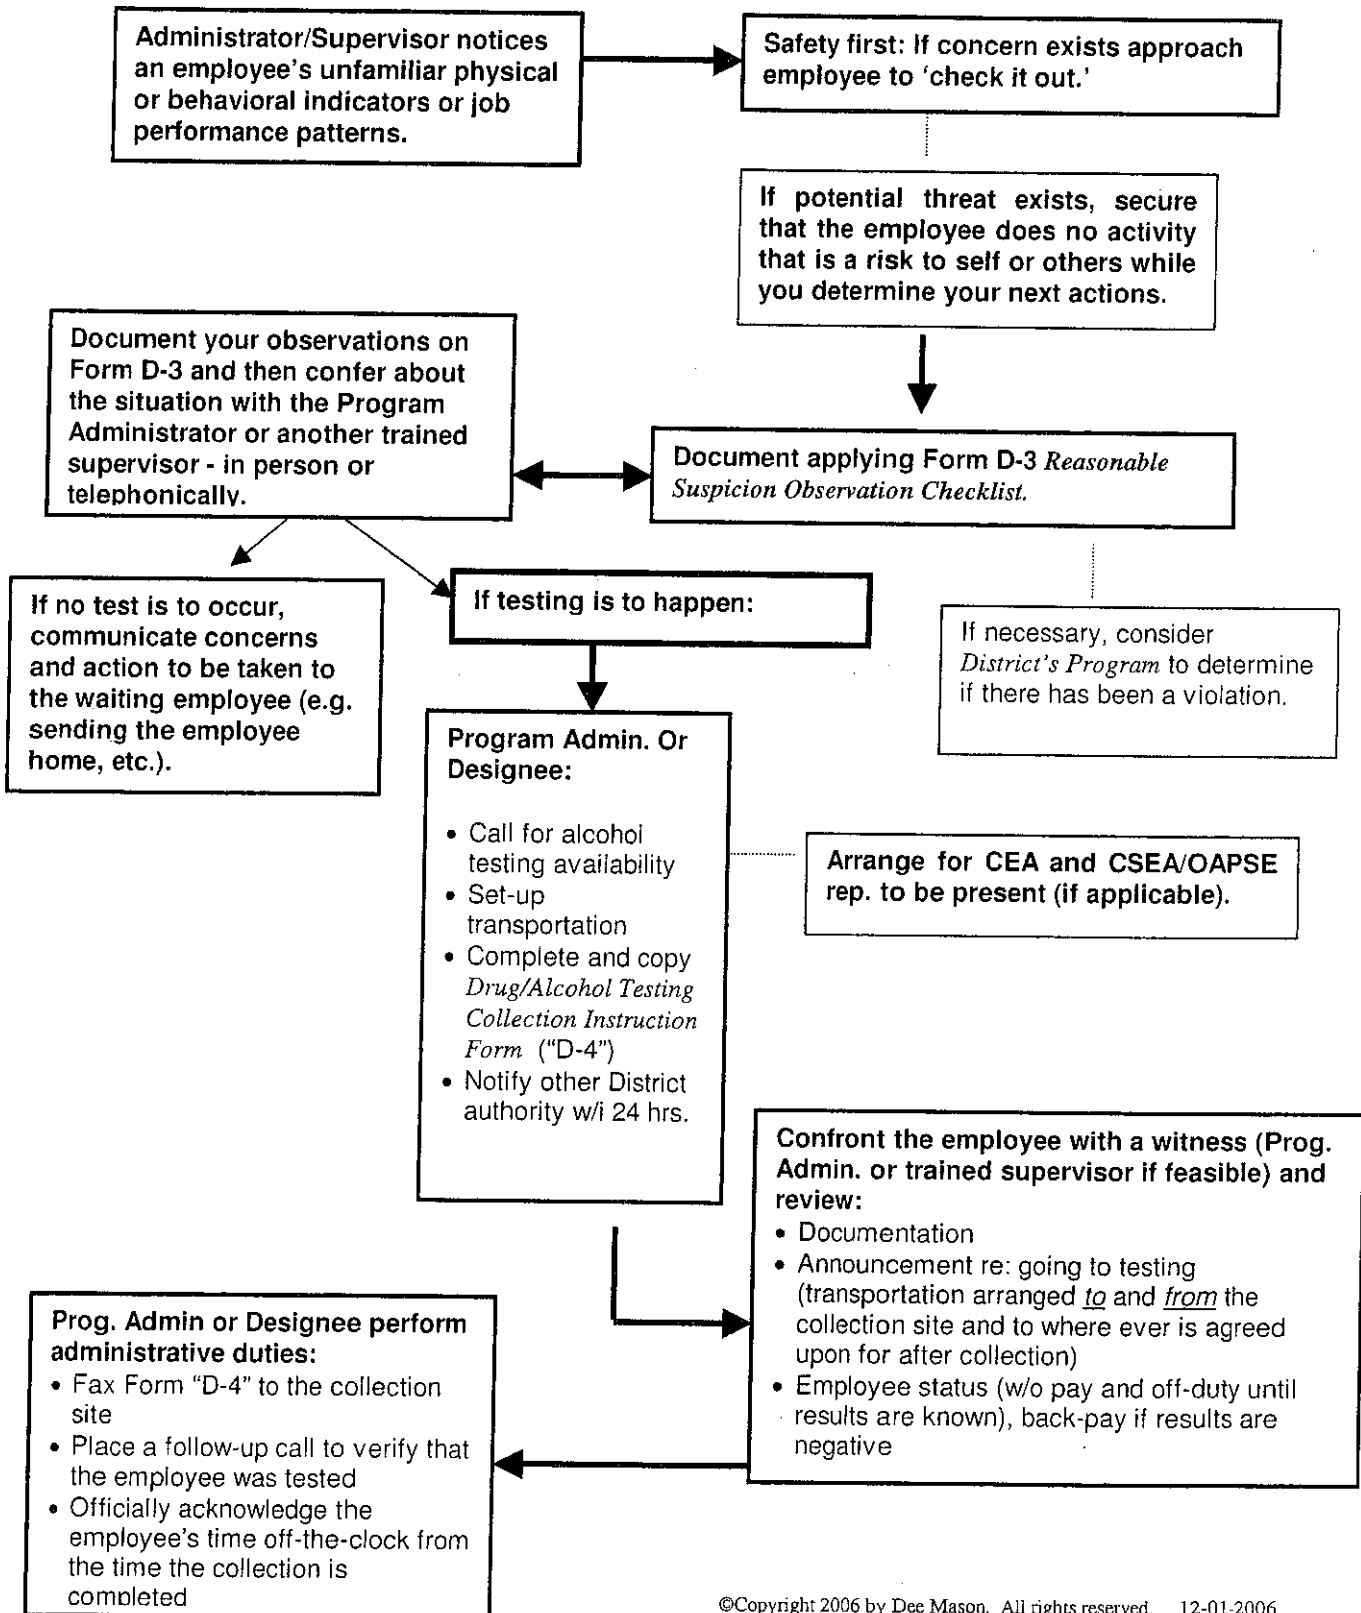 Administrator/Supervisor notices
an employee's unfamiliar physical
or behavioral indicators or job
performance patterns.
Safety first: If concern exists approach
employee to 'check it out.'
If potential threat exists, secure
that the employee does no activity
that is a risk to self or others while
you determine your next actions.
Document your observations on
Form D-3 and then confer about
the situation with the Program
Administrator or another trained
supervisor - in person or
telephonically.
Document applying Form D-3 Reasonable
Suspicion Observation Checklist.
If no test is to occur,
communicate concerns
and action to be taken to
the waiting employee (e.g.
sending the employee
home, etc.).
If testing is to happen:
If necessary, consider
District's Program to determine
if there has been a violation.
Program Admin. Or
Designee:
• Call for alcohol
testing availability
• Set-up
transportation
• Complete and copy
Drug/Alcohol Testing
Collection Instruction
Form ("D-4")
• Notify other District
authority w/i 24 hrs.
Arrange for CEA and CSEA/OAPSE
rep. to be present (if applicable).
Confront the employee with a witness (Prog.
Admin. or trained supervisor if feasible) and
review:
• Documentation
• Announcement re: going to testing
(transportation arranged to and from the
collection site and to where ever is agreed
upon for after collection)
• Employee status (w/o pay and off-duty until
results are known), back-pay if results are
negative
Prog. Admin or Designee perform
administrative duties:
• Fax Form "D-4" to the collection
site
• Place a follow-up call to verify that
the employee was tested
• Officially acknowledge the
employee's time off-the-clock from
the time the collection is
completed
©Copyright 2006 by Dee Mason. All rights reserved. 12-01-2006